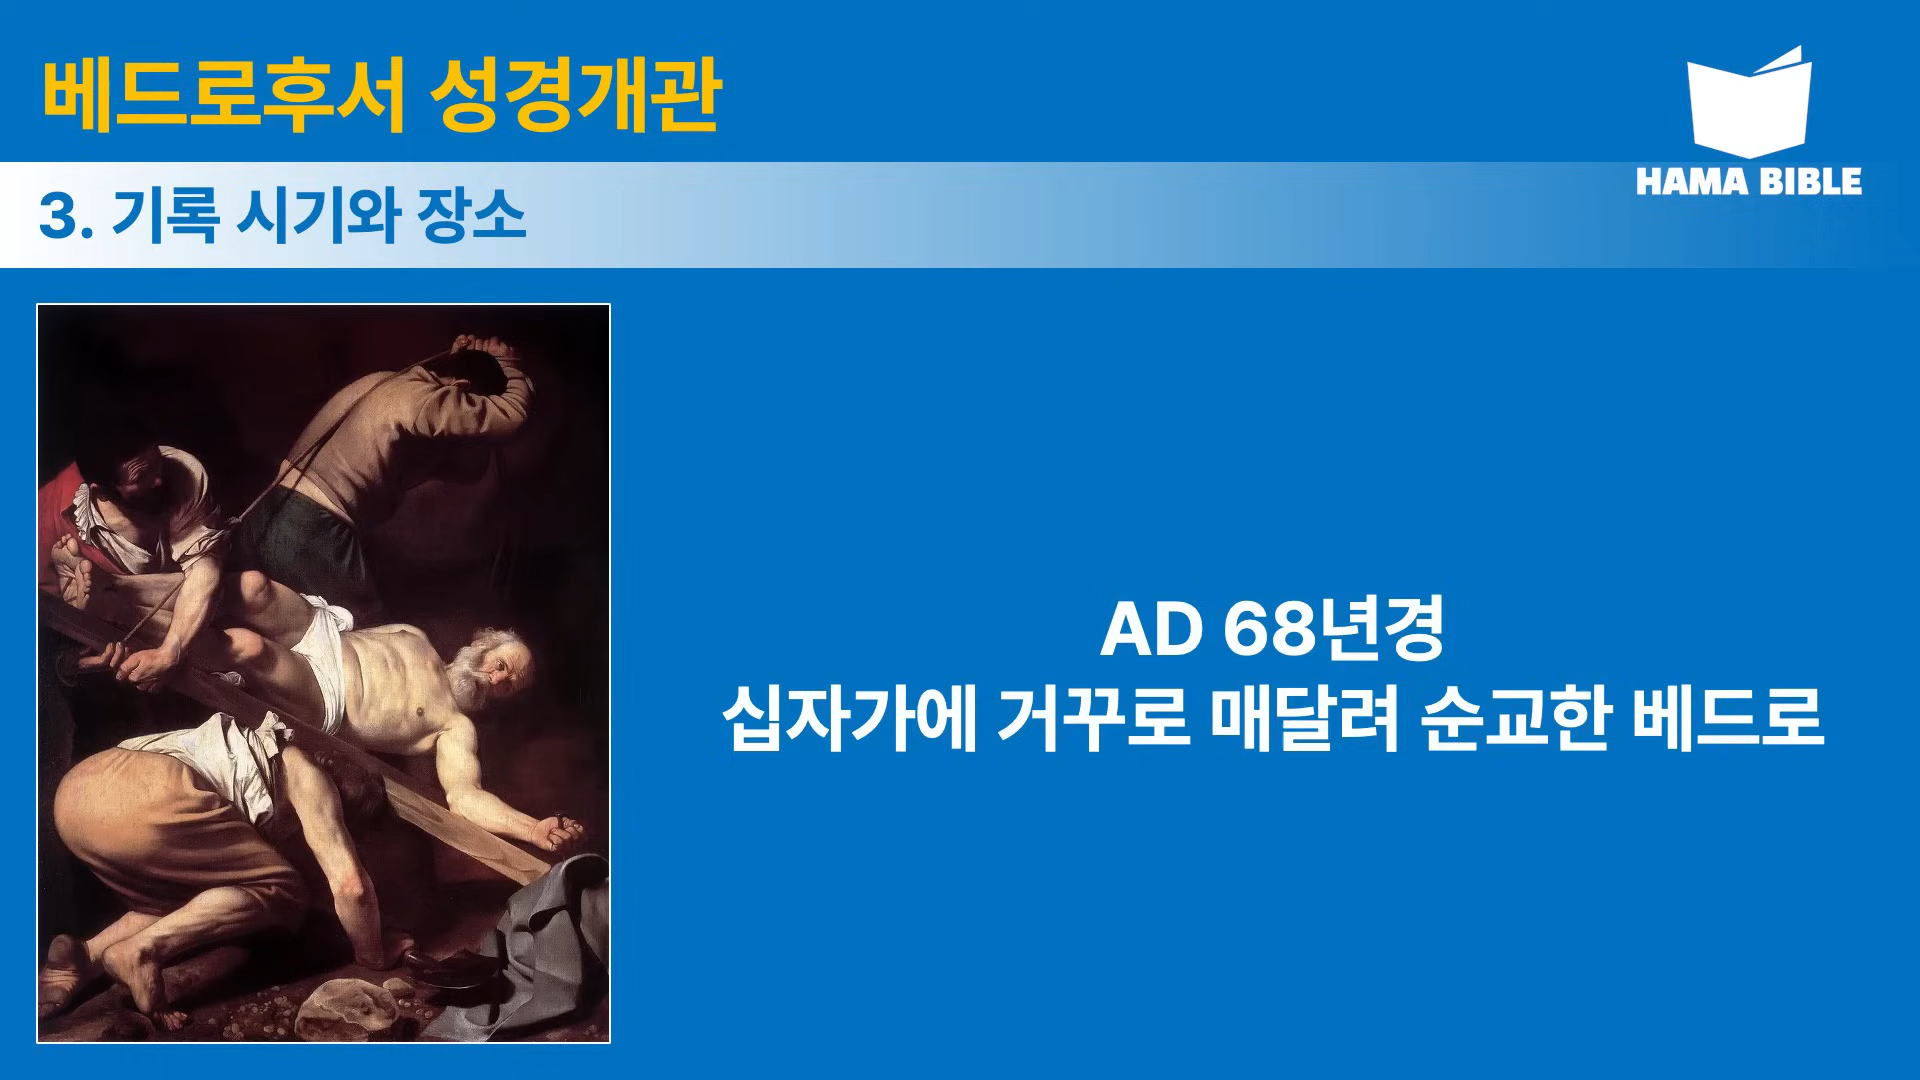 베드로후서 성경개관
HAMA BIBLE
3. 기록 시기와 장소
AD 68년경
십자가에 거꾸로 매달려 순교한 베드로